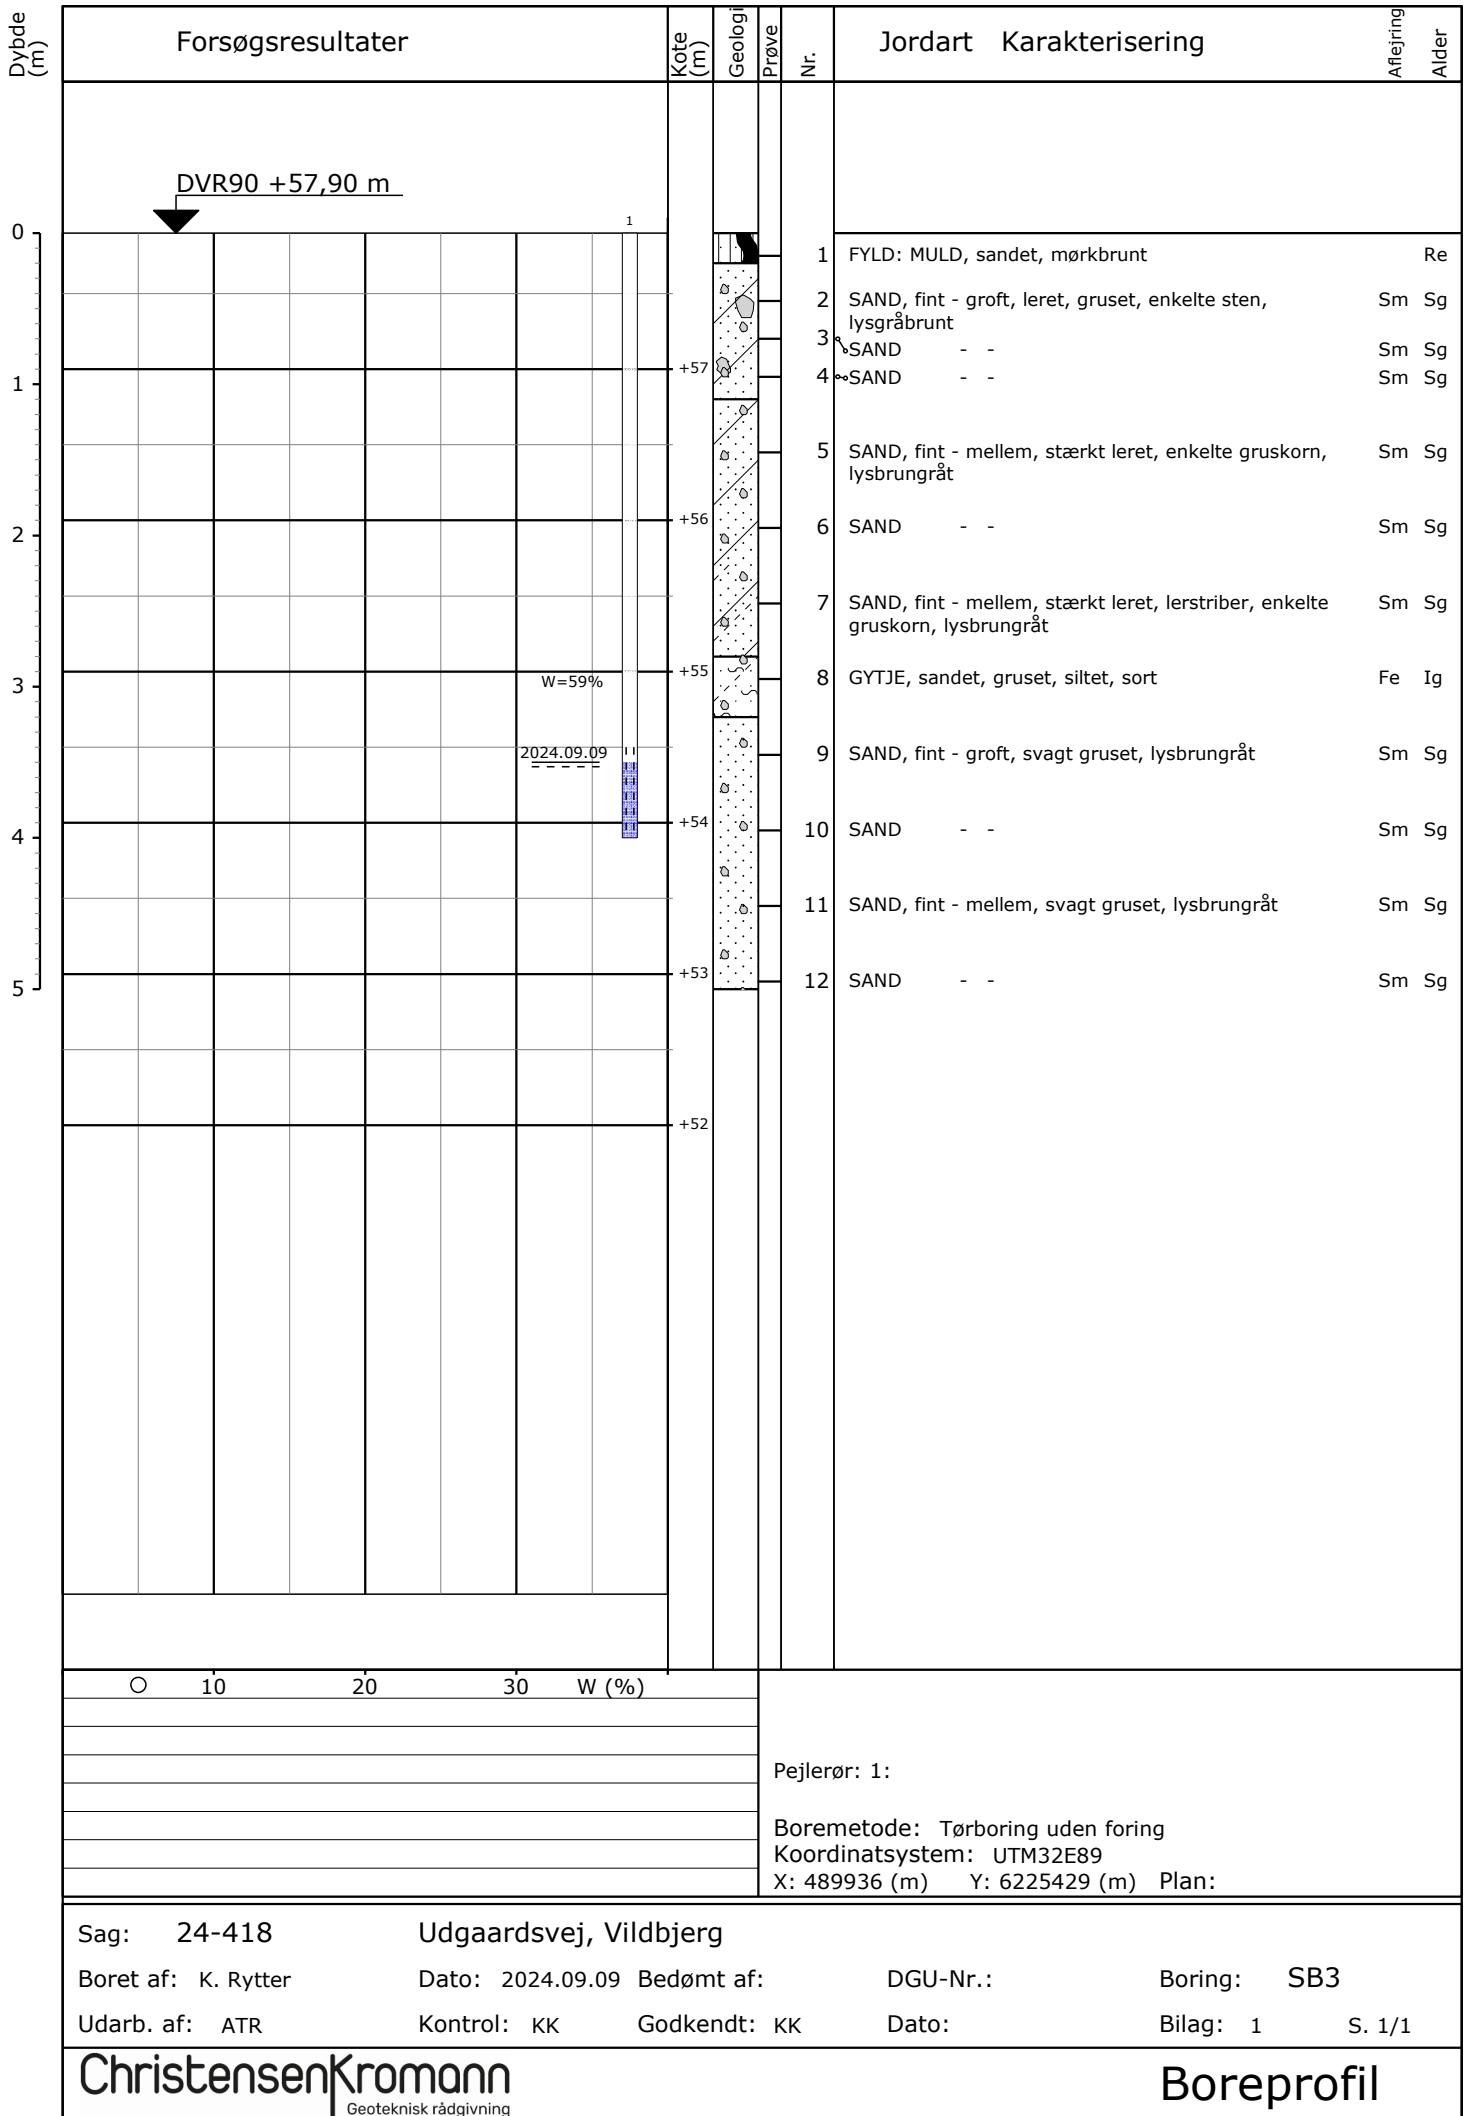 Dybde
(m)
Forsøgsresultater
Kote
(m)
Geologi
Prøve
Nr.
Jordart Karakterisering
Aflejring
Alder
DVR90 +57,90 m
1
0
1 FYLD: MULD, sandet, mørkbrunt Re
2 SAND, fint - groft, leret, gruset, enkelte sten, Sm Sg
lysgråbrunt
3 SAND - - Sm Sg
+57
4 SAND - - Sm Sg
1
5 SAND, fint - mellem, stærkt leret, enkelte gruskorn, Sm Sg
lysbrungråt
+56
6 SAND - - Sm Sg
2
7 SAND, fint - mellem, stærkt leret, lerstriber, enkelte Sm Sg
gruskorn, lysbrungråt
+55
W=59%
8 GYTJE, sandet, gruset, siltet, sort Fe Ig
3
2024.09.09
9 SAND, fint - groft, svagt gruset, lysbrungråt Sm Sg
+54
10 SAND - - Sm Sg
4
11 SAND, fint - mellem, svagt gruset, lysbrungråt Sm Sg
+53
12 SAND - - Sm Sg
5
+52
10 20 30 W (%)
Pejlerør: 1:
Boremetode: Tørboring uden foring
Koordinatsystem: UTM32E89
X: 489936 (m) Y: 6225429 (m) Plan:
Sag: 24-418 Udgaardsvej, Vildbjerg
Boret af: K. Rytter Dato: 2024.09.09 Bedømt af: DGU-Nr.: Boring: SB3
Udarb. af: ATR Kontrol: KK Godkendt: KK Dato: Bilag: 1 S. 1/1
ChristensenKromann
Geoteknisk rådgivning
Boreprofil